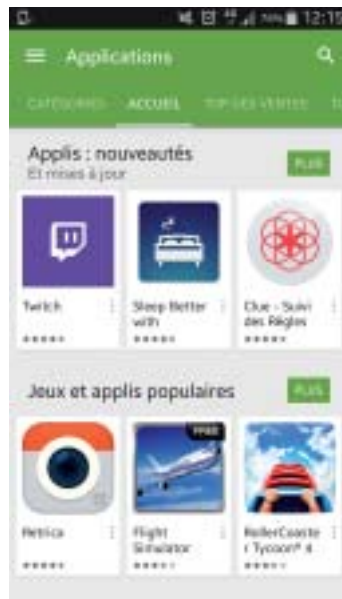 12:15
Applications
CATÉGORIES ACCUEIL TOP DES VENTES
Applis : nouveautés
PLUS
Et mises à jour
Twitch
Sleep Better
with
Clue - Suivi
des Règles
Jeux et applis populaires
PLUS
FREE
Retrica
Flight
Simulator
RollerCoaste
r Tycoon® 4